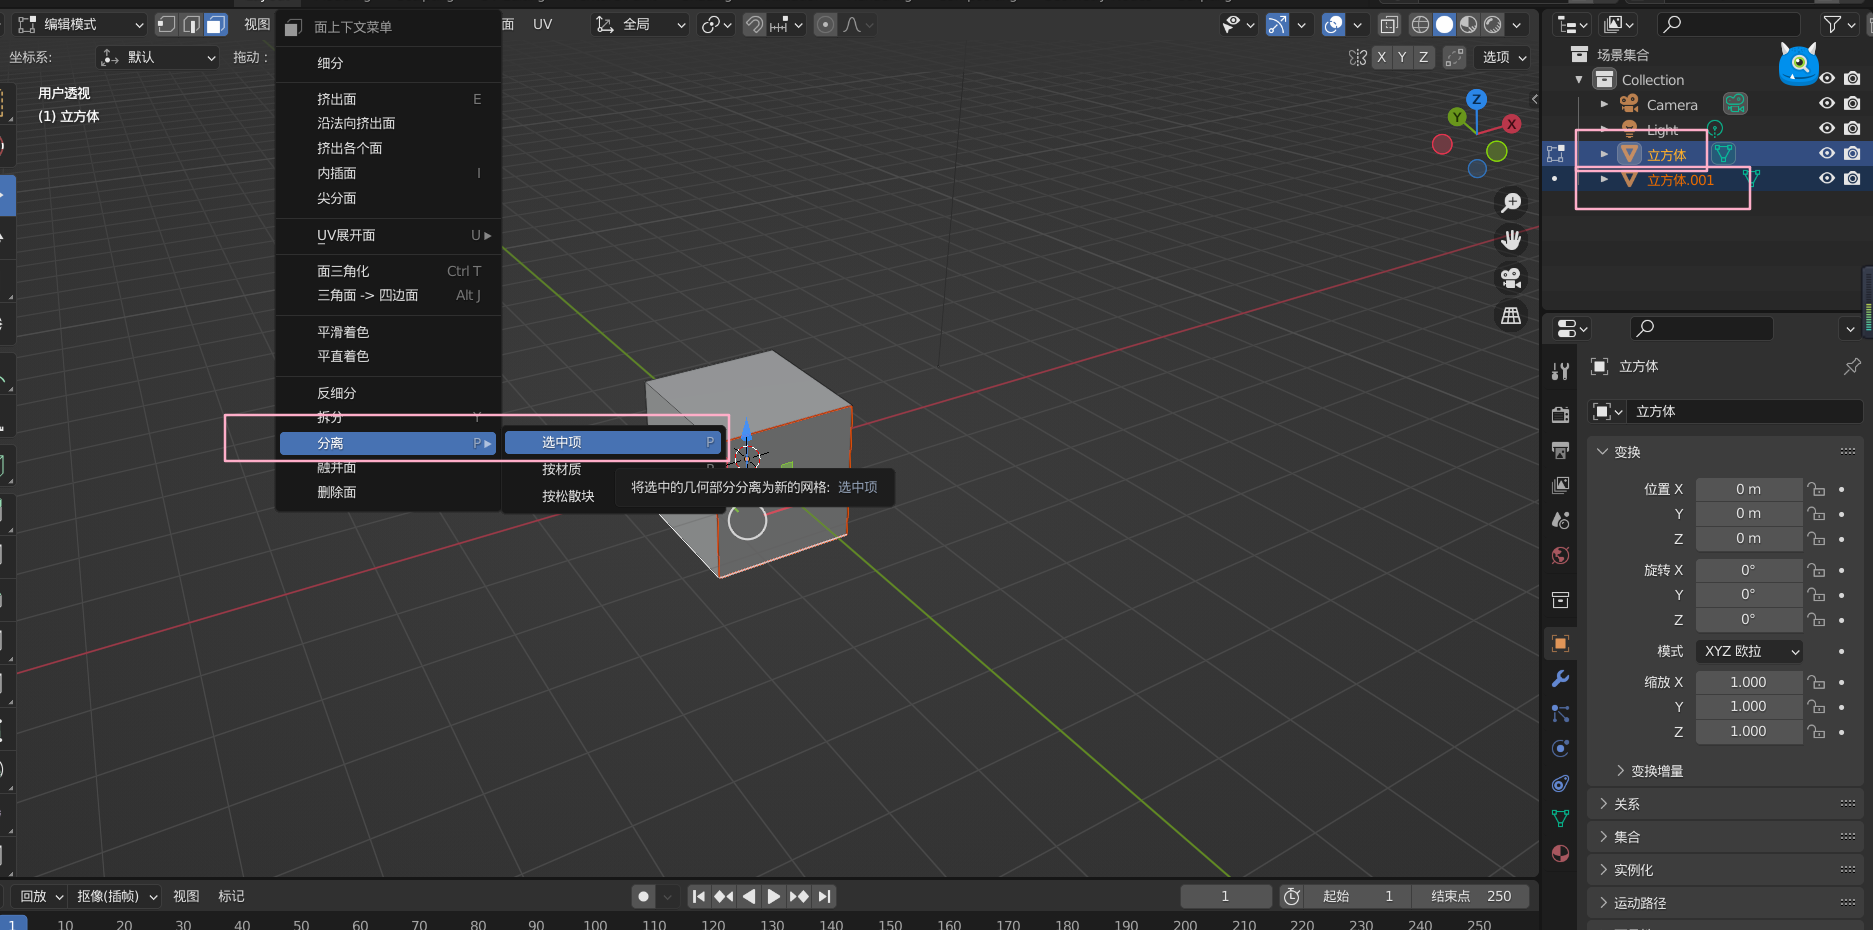 编辑模式
视图
面
UV
全局
坐标系:
默认
拖动:
X
Y
Z
选项
用户透视
(1) 立方体
面上下文菜单
细分
挤出面 E
沿法向挤出面
挤出各个面
内插面 I
尖分面
UV展开面 U
面三角化 Ctrl T
三角面 -> 四边面 Alt J
平滑着色
平直着色
反细分
拆分 Y
分离 P
融并面
删除面
选中项 P
按材质 P
按松散块
将选中的几何部分分离为新的网格: 选中项
Z
Y
X
场景集合
Collection
Camera
Light
立方体
立方体.001
立方体
立方体
变换
位置 X 0 m
Y 0 m
Z 0 m
旋转 X 0°
Y 0°
Z 0°
模式 XYZ 欧拉
缩放 X 1.000
Y 1.000
Z 1.000
变换增量
关系
集合
实例化
运动路径
回放
抠像(插帧)
视图
标记
1
起始 1
结束点 250
1 10 20 30 40 50 60 70 80 90 100 110 120 130 140 150 160 170 180 190 200 210 220 230 240 250